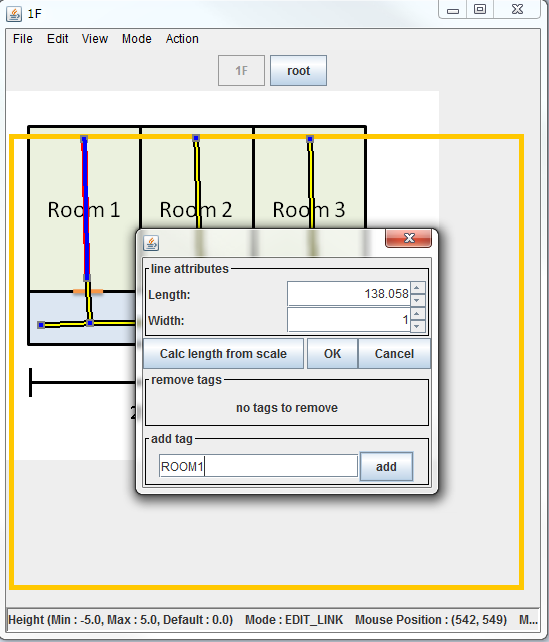 1F
File Edit View Mode Action
1F root
Room 1 Room 2 Room 3
line attributes
Length: 138.058
Width: 1
Calc length from scale OK Cancel
remove tags
no tags to remove
2
add tag
ROOM1 add
Height (Min : -5.0, Max : 5.0, Default : 0.0) Mode : EDIT_LINK Mouse Position : (542, 549) M...